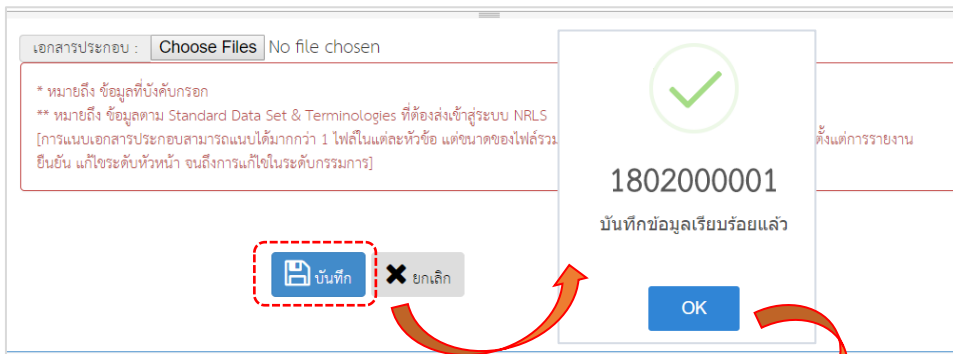 เอกสารประกอบ : Choose Files No file chosen
* หมายถึง ข้อมูลที่บังคับกรอก
** หมายถึง ข้อมูลตาม Standard Data Set & Terminologies ที่ต้องส่งเข้าสู่ระบบ NRLS
[การแนบเอกสารประกอบสามารถแนบได้มากกว่า 1 ไฟล์ในแต่ละหัวข้อ แต่ขนาดของไฟล์รวม ตั้งแต่การรายงาน
ยืนยัน แก้ไขระดับหัวหน้า จนถึงการแก้ไขในระดับกรรมการ]
1802000001
บันทึกข้อมูลเรียบร้อยแล้ว
บันทึก ยกเลิก
OK